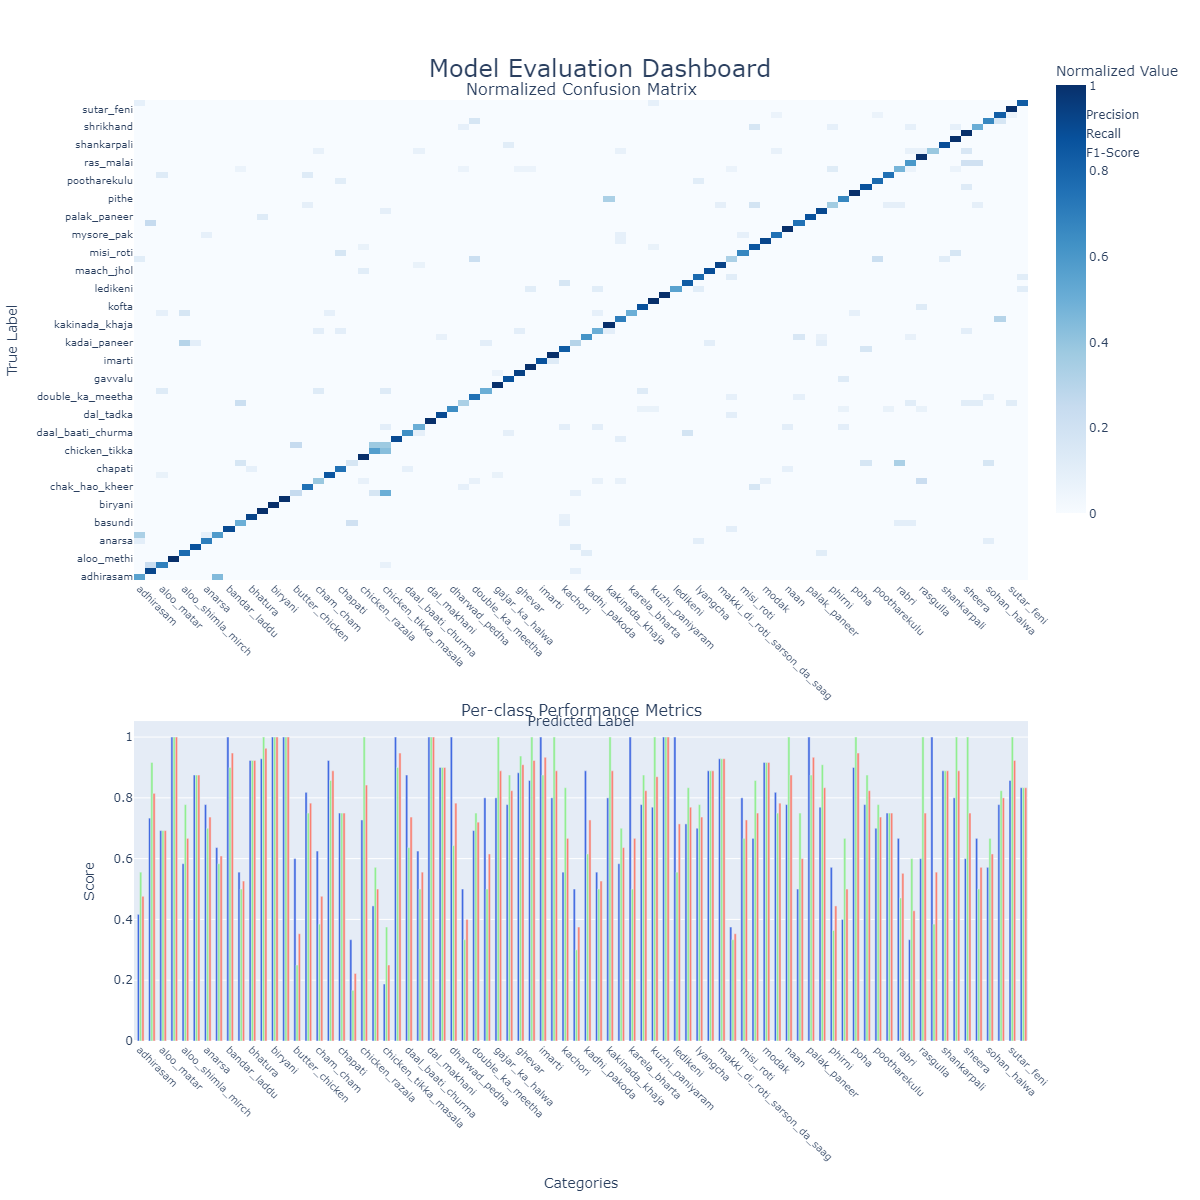 Model Evaluation Dashboard
Normalized Confusion Matrix
Normalized Value
1
Precision
Recall
F1-Score
0.8
0.6
0.4
0.2
0
True Label
sutar_feni
shrikhand
shankarpali
ras_malai
pootharekulu
pithe
palak_paneer
mysore_pak
misi_roti
maach_jhol
ledikeni
kofta
kakinada_khaja
kadai_paneer
imarti
gavvalu
double_ka_meetha
dal_tadka
daal_baati_churma
chicken_tikka
chapati
chak_hao_kheer
biryani
basundi
anarsa
aloo_methi
adhirasam
adhirasam
aloo_matar
aloo_shimla_mirch
anarsa
bandar_laddu
bhatura
biryani
butter_chicken
cham_cham
chapati
chicken_razala
chicken_tikka_masala
daal_baati_churma
dal_makhani
dharwad_pedha
double_ka_meetha
gajar_ka_halwa
ghevar
imarti
kachori
kadhi_pakoda
kakinada_khaja
karela_bharta
kuzhi_paniyaram
ledikeni
lyangcha
makki_di_roti_sarson_da_saag
misi_roti
modak
naan
palak_paneer
phirni
poha
pootharekulu
rabri
rasgulla
shankarpali
sheera
sohan_halwa
sutar_feni
Per-class Performance Metrics
Predicted Label
Score
1
0.8
0.6
0.4
0.2
0
adhirasam
aloo_matar
aloo_shimla_mirch
anarsa
bandar_laddu
bhatura
biryani
butter_chicken
cham_cham
chapati
chicken_razala
chicken_tikka_masala
daal_baati_churma
dal_makhani
dharwad_pedha
double_ka_meetha
gajar_ka_halwa
ghevar
imarti
kachori
kadhi_pakoda
kakinada_khaja
karela_bharta
kuzhi_paniyaram
ledikeni
lyangcha
makki_di_roti_sarson_da_saag
misi_roti
modak
naan
palak_paneer
phirni
poha
pootharekulu
rabri
rasgulla
shankarpali
sheera
sohan_halwa
sutar_feni
Categories